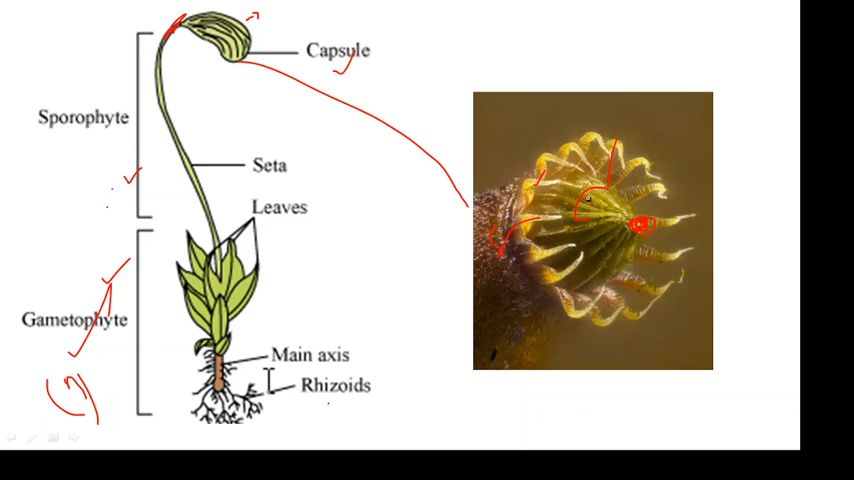 Capsule
Sporophyte
Seta
Leaves
Gametophyte
Main axis
Rhizoids
(n)